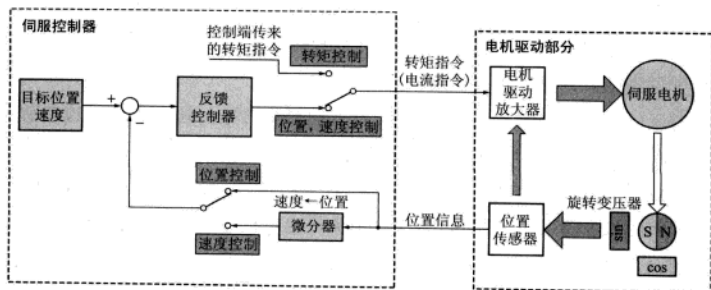 伺服控制器
控制端传来
的转矩指令
转矩控制
目标位置
速度
+
−
反馈
控制器
位置，速度控制
位置控制
速度←位置
微分器
速度控制
转矩指令
(电流指令)
位置信息
电机驱动部分
电机
驱动
放大器
伺服电机
旋转变压器
位置
传感器
sin
S N
cos